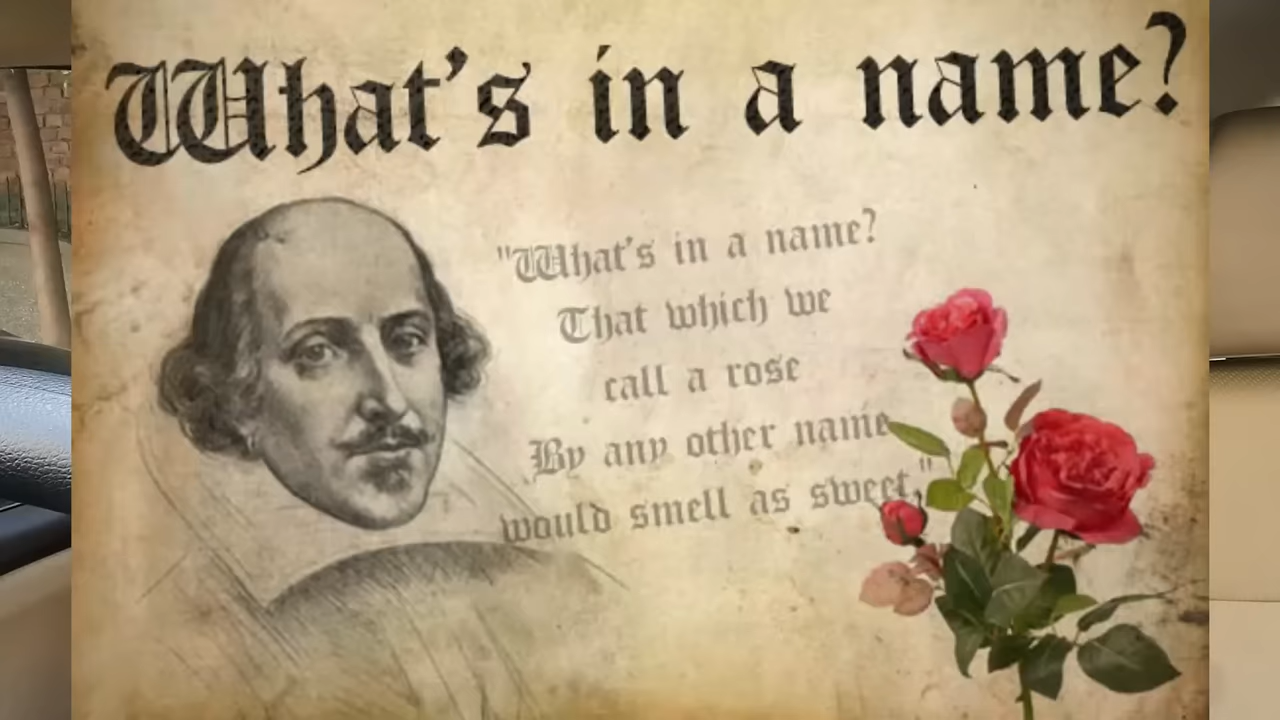 What's in a name?
"What's in a name?
That which we
call a rose
By any other name
would smell as sweet,"